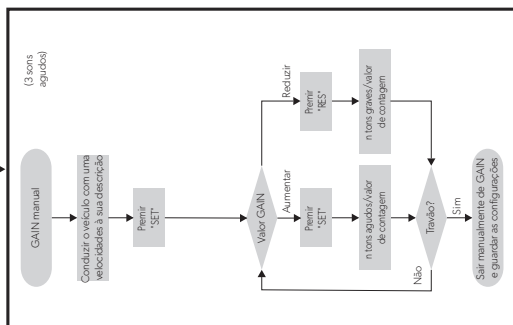 (3 sons
agudos)
GAIN manual
Conduzir o veículo com uma
velocidades à sua descrição
Premir
"SET"
Valor GAIN
Reduzir
Premir
"RES"
n tons graves/valor
de contagem
Aumentar
Premir
"SET"
n tons agudos/valor
de contagem
Travão?
Não
Sim
Sair manualmente de GAIN
e guardar as configurações